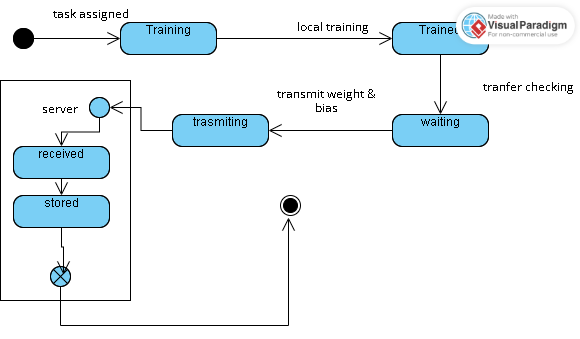 task assigned
Training
local training
Trained
Made with
Visual Paradigm
For non-commercial use
tranfer checking
transmit weight &
bias
server
trasmiting
waiting
received
stored